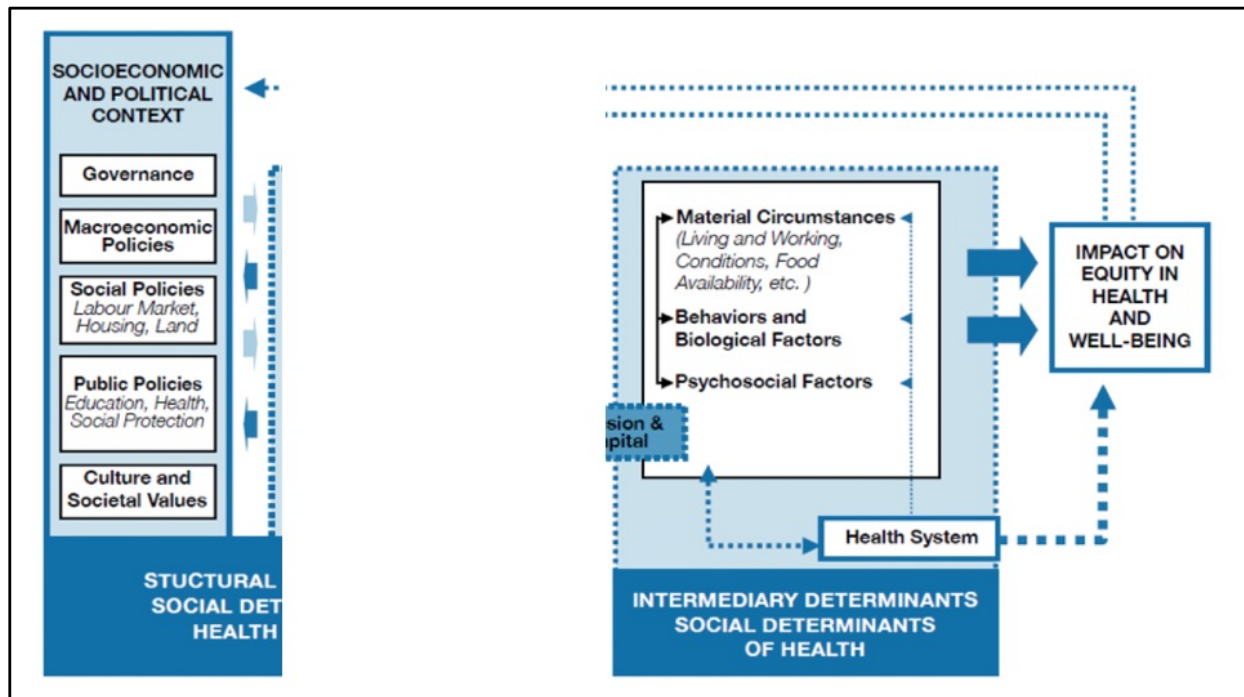 SOCIOECONOMIC
AND POLITICAL
CONTEXT
Governance
Macroeconomic
Policies
Social Policies
Labour Market,
Housing, Land
Public Policies
Education, Health,
Social Protection
Culture and
Societal Values
STUCTURAL
SOCIAL DET
HEALTH
Material Circumstances
(Living and Working,
Conditions, Food
Availability, etc. )
Behaviors and
Biological Factors
Psychosocial Factors
sion &
pital
Health System
INTERMEDIARY DETERMINANTS
SOCIAL DETERMINANTS
OF HEALTH
IMPACT ON
EQUITY IN
HEALTH
AND
WELL-BEING